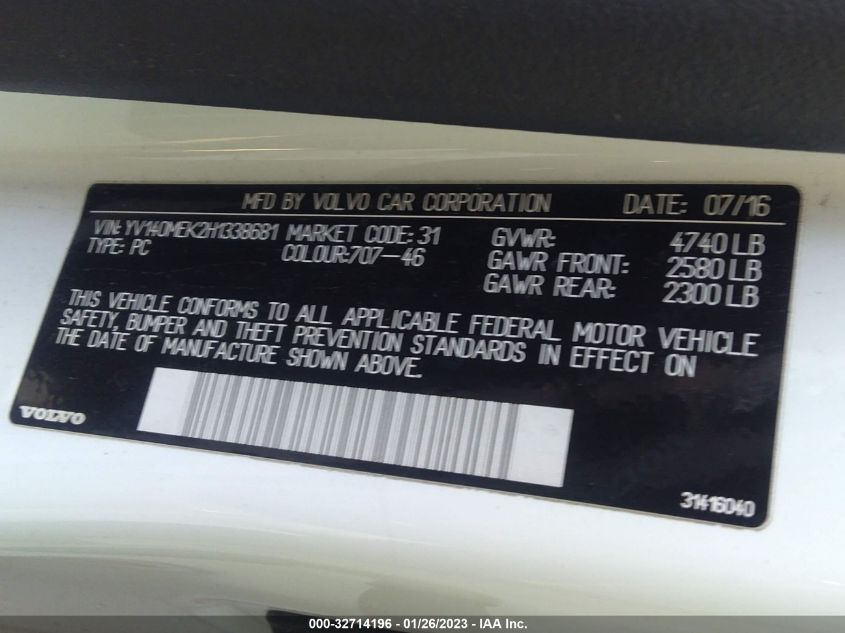 MFD BY VOLVO CAR CORPORATION DATE: 07/16
VIN: YV140MEK2H1338681 MARKET CODE: 31 GVWR: 4740 LB
TYPE: PC COLOUR:707-46 GAWR FRONT: 2580 LB
GAWR REAR: 2300 LB
THIS VEHICLE CONFORMS TO ALL APPLICABLE FEDERAL MOTOR VEHICLE
SAFETY, BUMPER AND THEFT PREVENTION STANDARDS IN EFFECT ON
THE DATE OF MANUFACTURE SHOWN ABOVE.
VOLVO
31416040
000-32714196 - 01/26/2023 - IAA Inc.